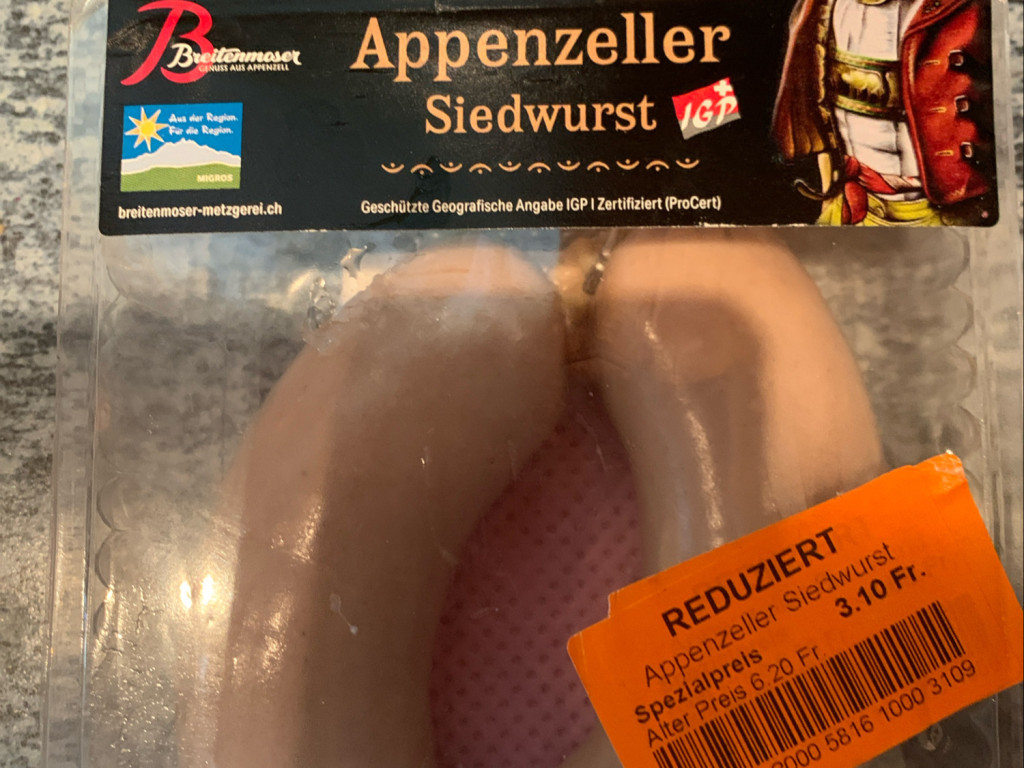 Breitenmoser
GENUSS AUS APPENZELL
Appenzeller
Siedwurst
IGP
Aus der Region.
Für die Region.
MIGROS
breitenmoser-metzgerei.ch
Geschützte Geografische Angabe IGP I Zertifiziert (ProCert)
REDUZIERT
Appenzeller Siedwurst
3.10 Fr.
Spezialpreis
Alter Preis 6.20 Fr.
5816 1000 3109